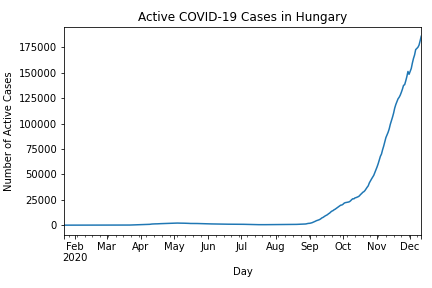 Active COVID-19 Cases in Hungary
Number of Active Cases
175000
150000
125000
100000
75000
50000
25000
0
Feb Mar Apr May Jun Jul Aug Sep Oct Nov Dec
2020
Day